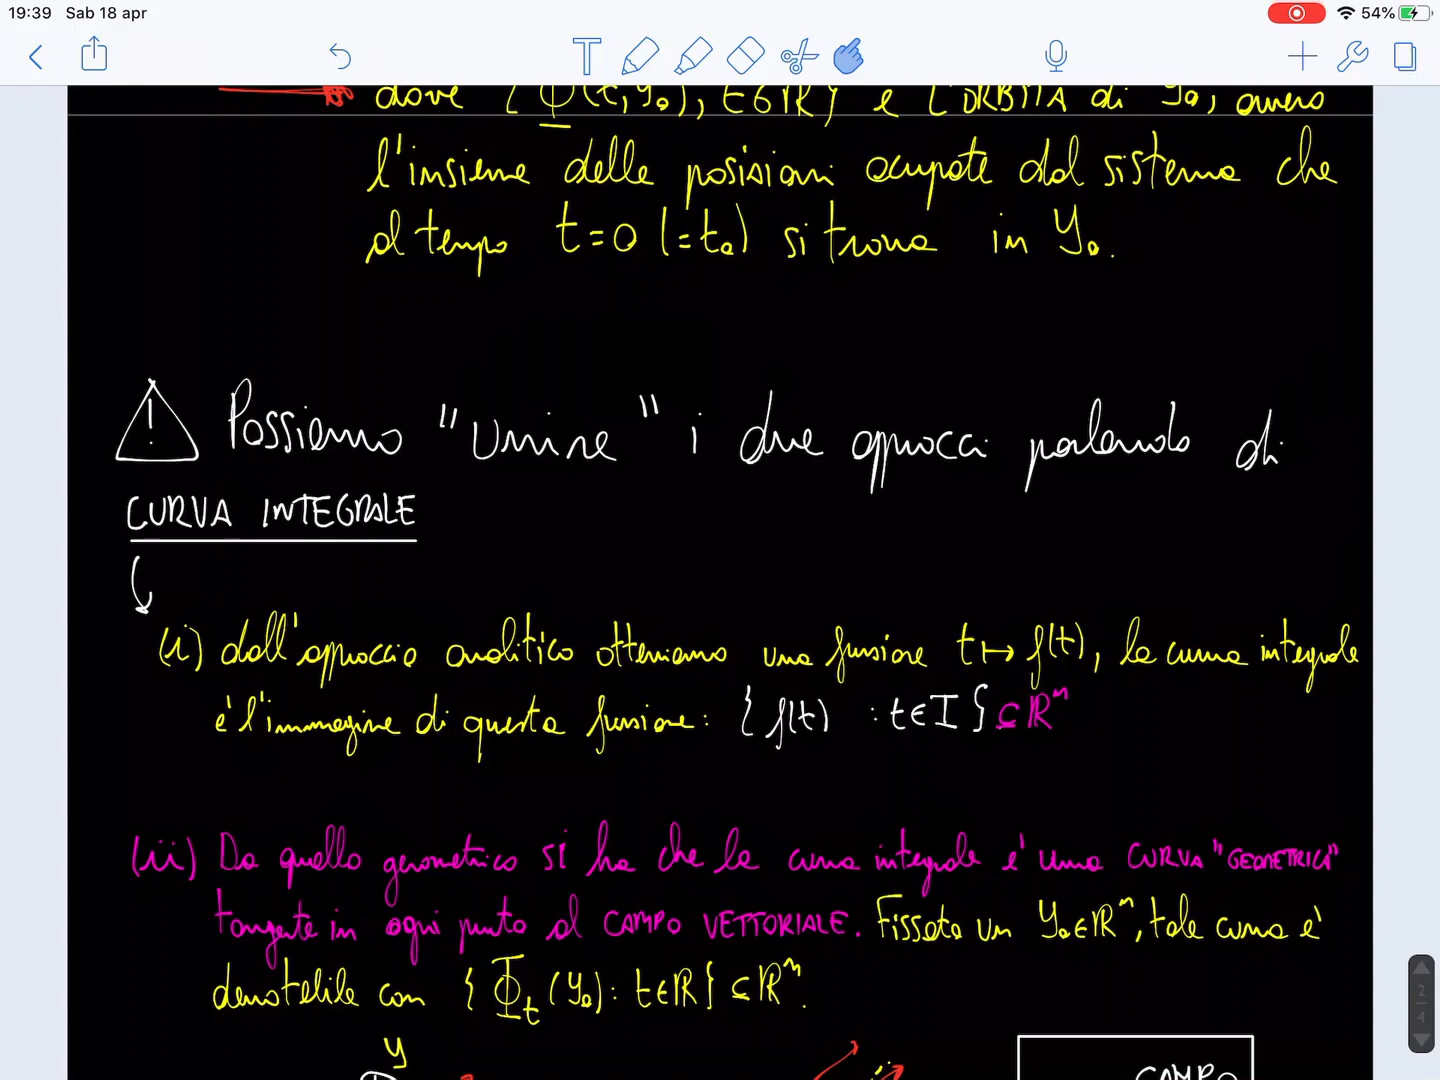 19:39 Sab 18 apr 54%
dove {Φ(t, y₀), t∈ℝ} è L'ORBITA di y₀, ovvero
l'insieme delle posizioni occupate dal sistema che
al tempo t=0 (=t₀) si trova in y₀.
! Possiamo "unire" i due approcci parlando di
CURVA INTEGRALE
(i) dall'approccio analitico otteniamo una funzione t ↦ f(t), la curva integrale
è l'immagine di questa funzione: {f(t) : t∈I} ⊆ ℝⁿ
(ii) Da quello geometrico si ha che la curva integrale è una CURVA "GEOMETRICA"
tangente in ogni punto al CAMPO VETTORIALE. Fissato un y₀∈ℝⁿ, tale curva è
denotabile con {Φₜ(y₀) : t∈ℝ} ⊆ ℝⁿ.
y
CAMPO
2
4